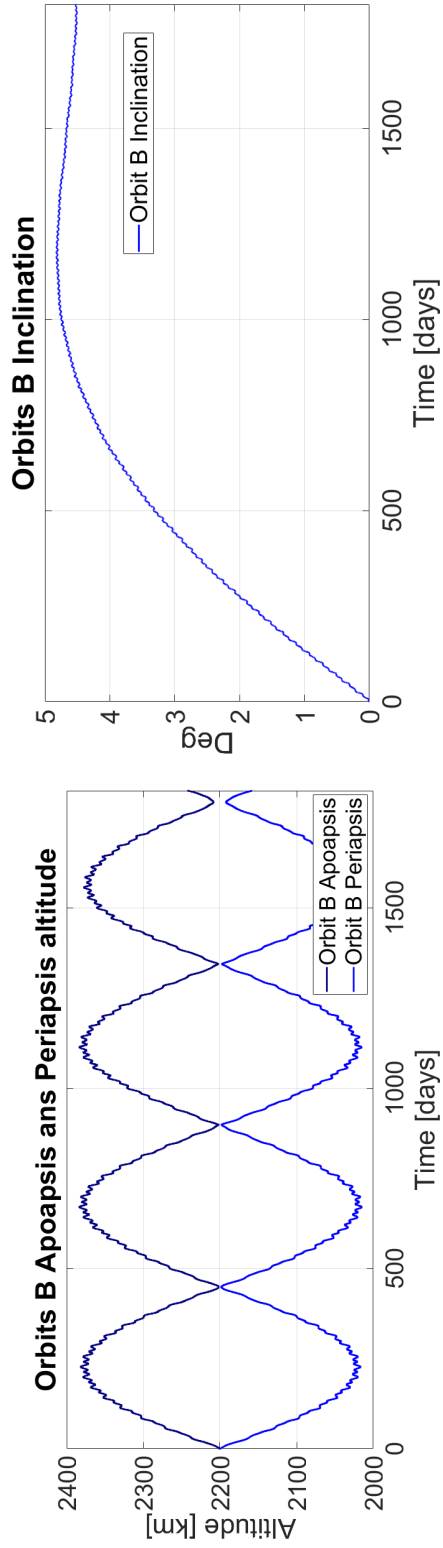 Orbits B Apoapsis ans Periapsis altitude
Altitude [km]
2400
2300
2200
2100
2000
0
500
1000
1500
Time [days]
Orbit B Apoapsis
Orbit B Periapsis
Orbits B Inclination
Deg
5
4
3
2
1
0
0
500
1000
1500
Time [days]
Orbit B Inclination